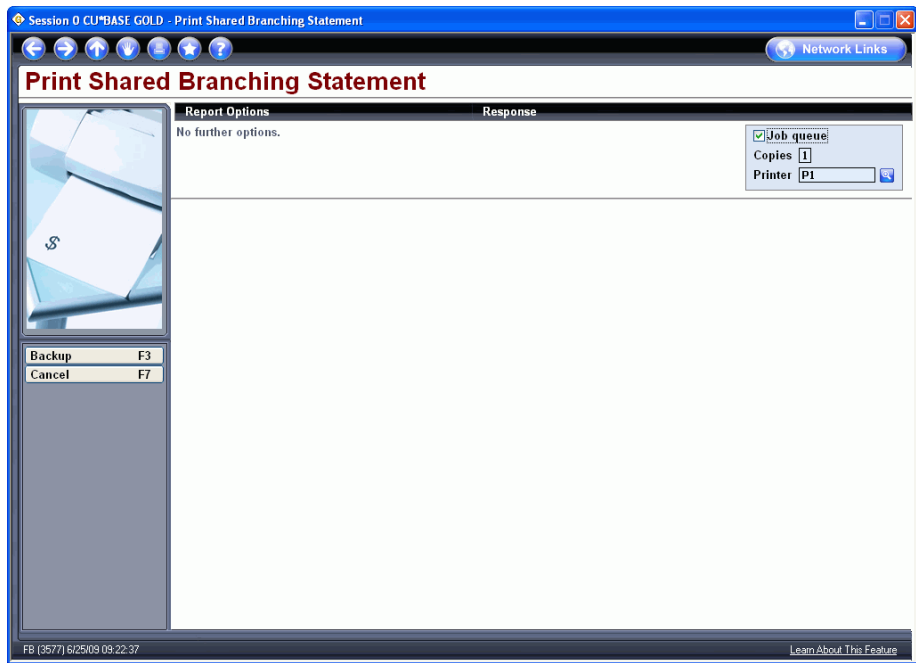 Session 0 CU*BASE GOLD - Print Shared Branching Statement
Network Links
Print Shared Branching Statement
Report Options Response
No further options.
Job queue
Copies 1
Printer P1
$
Backup F3
Cancel F7
FB (3577) 6/25/09 09:22:37
Learn About This Feature